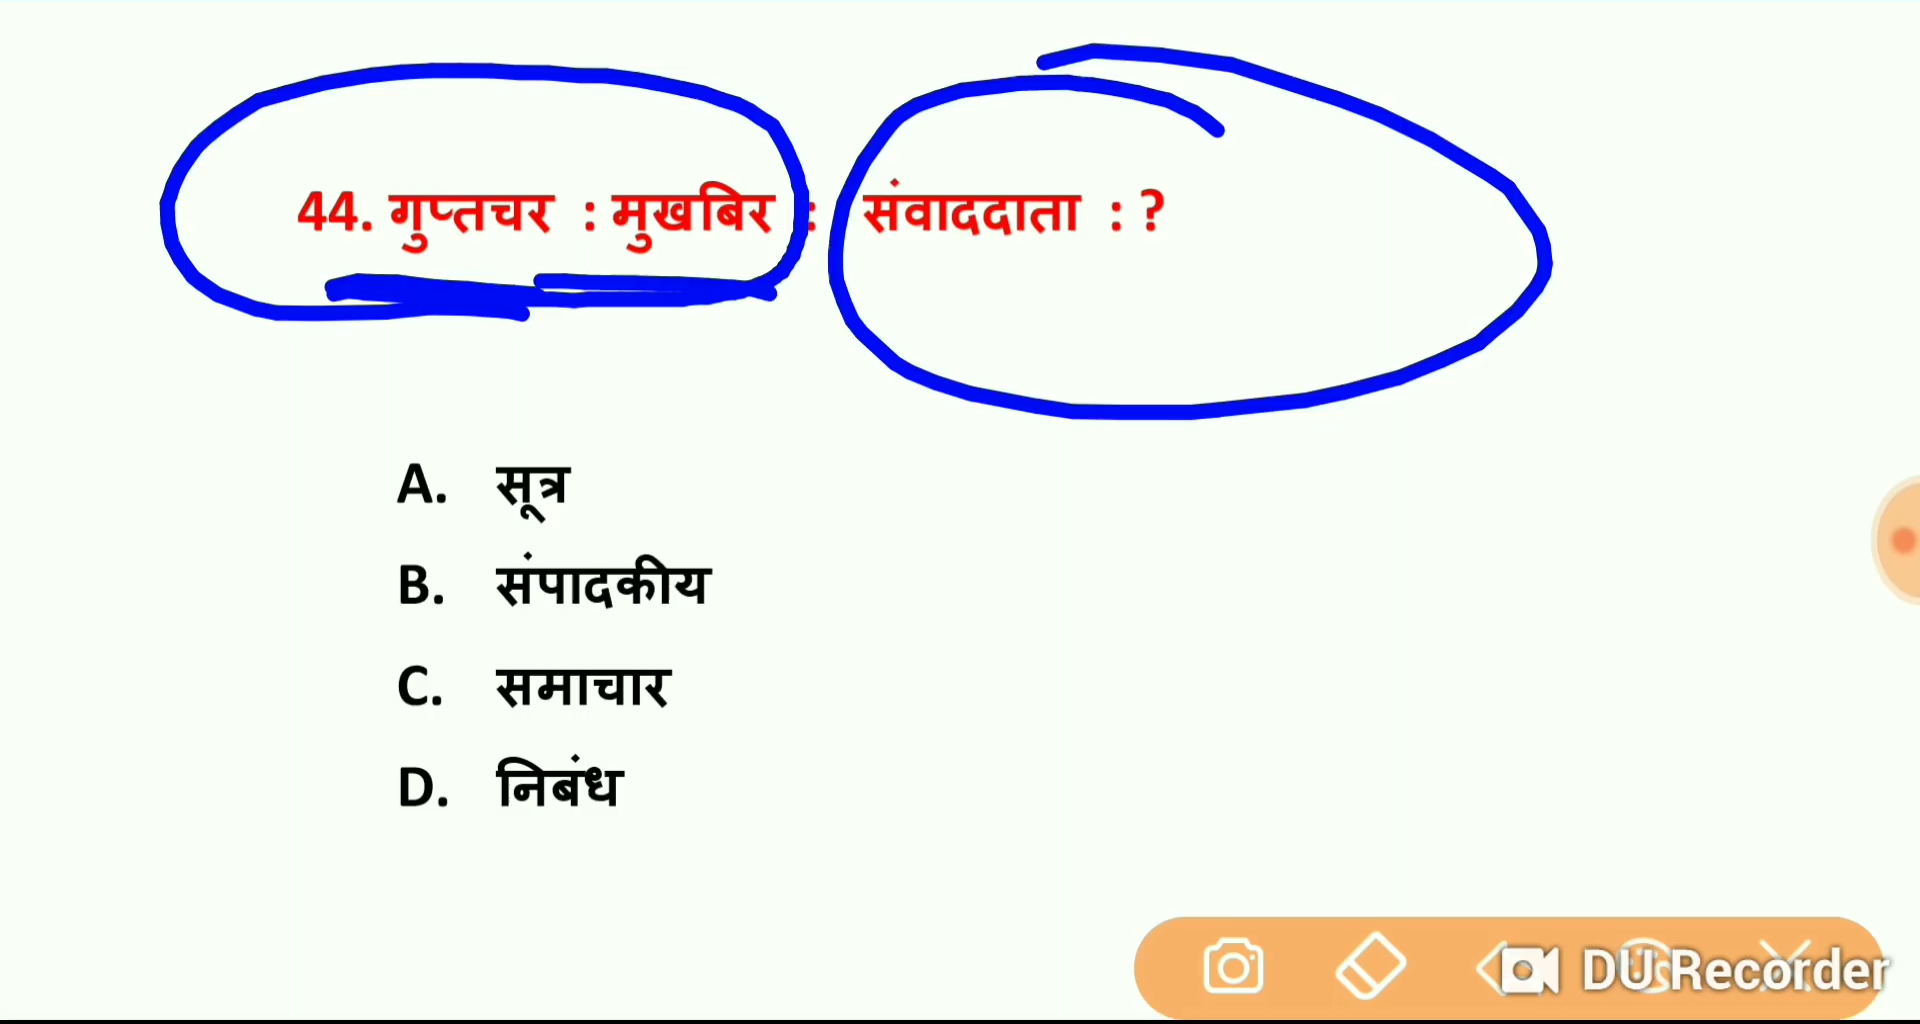 44. गुप्तचर : मुखबिर : संवाददाता : ?
A. सूत्र
B. संपादकीय
C. समाचार
D. निबंध
DU Recorder